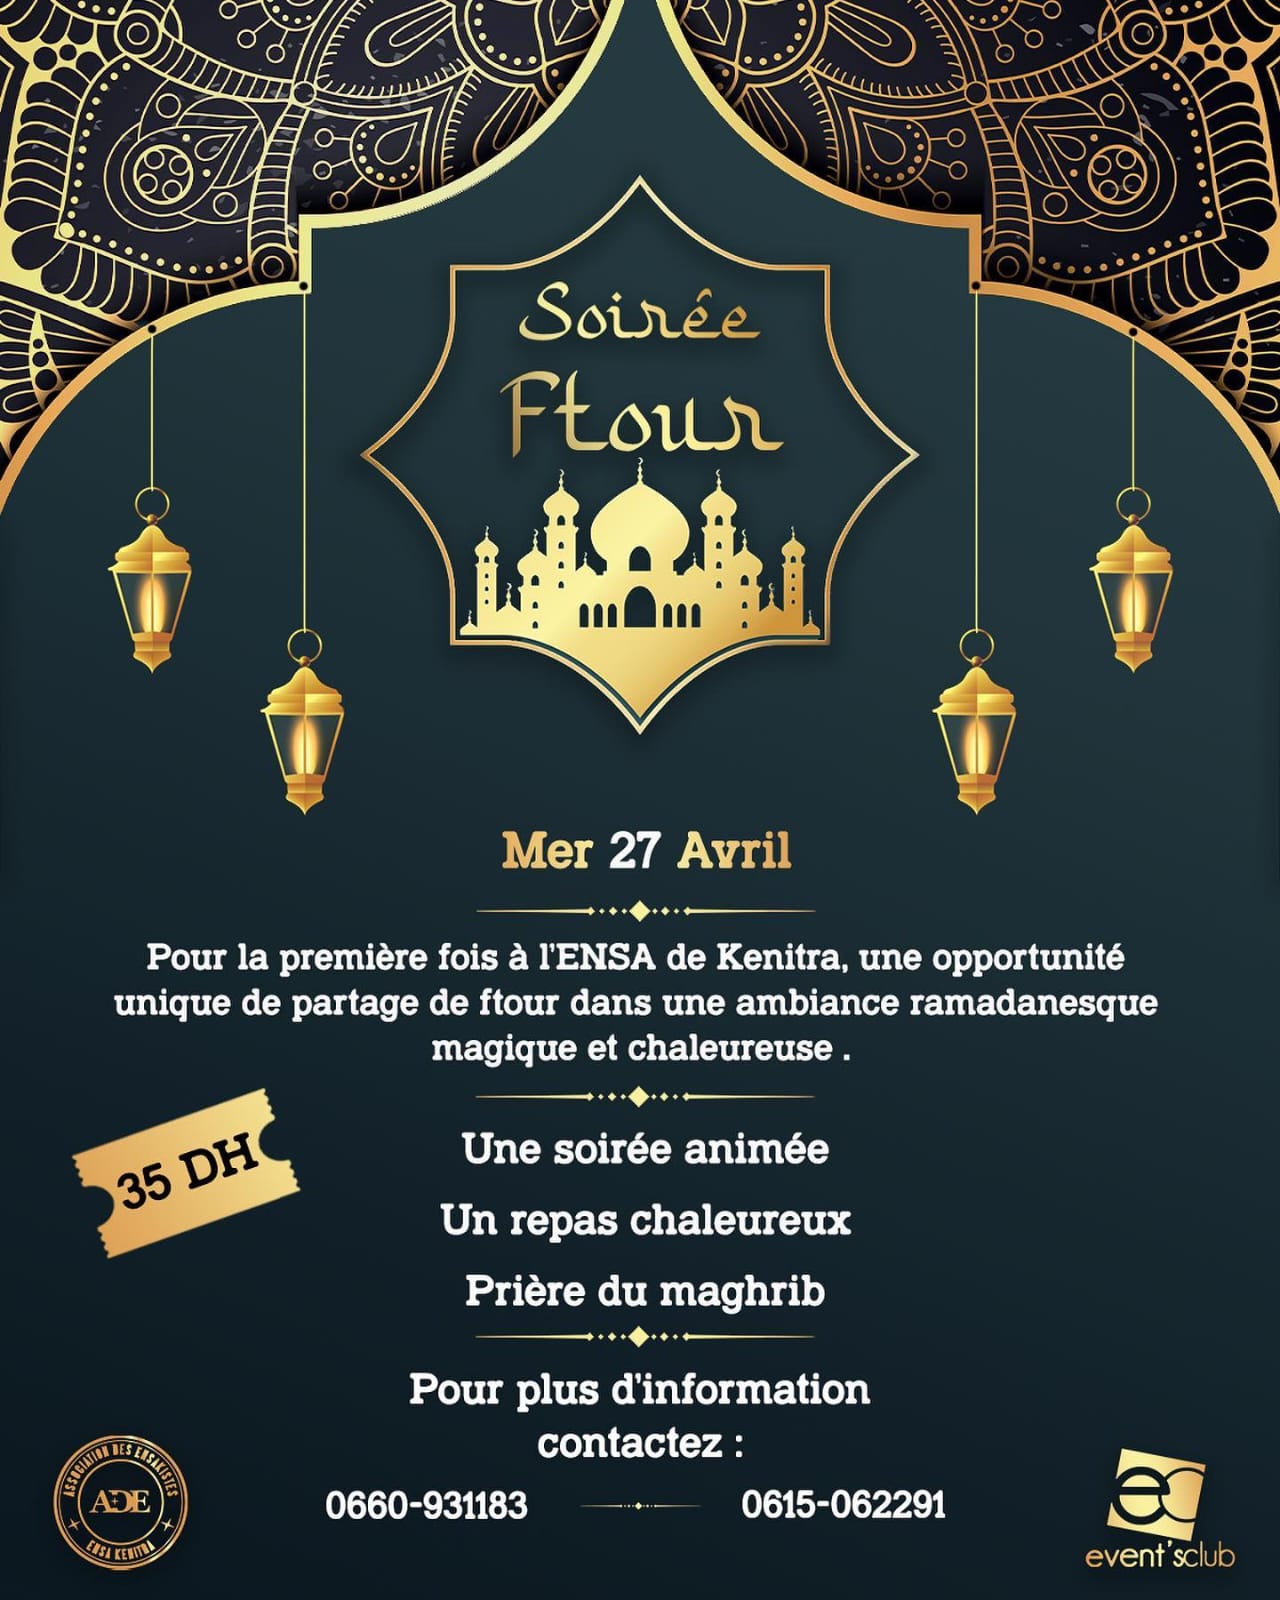 Soirée
Ftour
Mer 27 Avril
Pour la première fois à l'ENSA de Kenitra, une opportunité
unique de partage de ftour dans une ambiance ramadanesque
magique et chaleureuse .
35 DH
Une soirée animée
Un repas chaleureux
Prière du maghrib
Pour plus d'information
contactez :
0660-931183
0615-062291
ASSOCIATION DES ENSAKISTES
ADE
ENSA KENITRA
ec
event'sclub